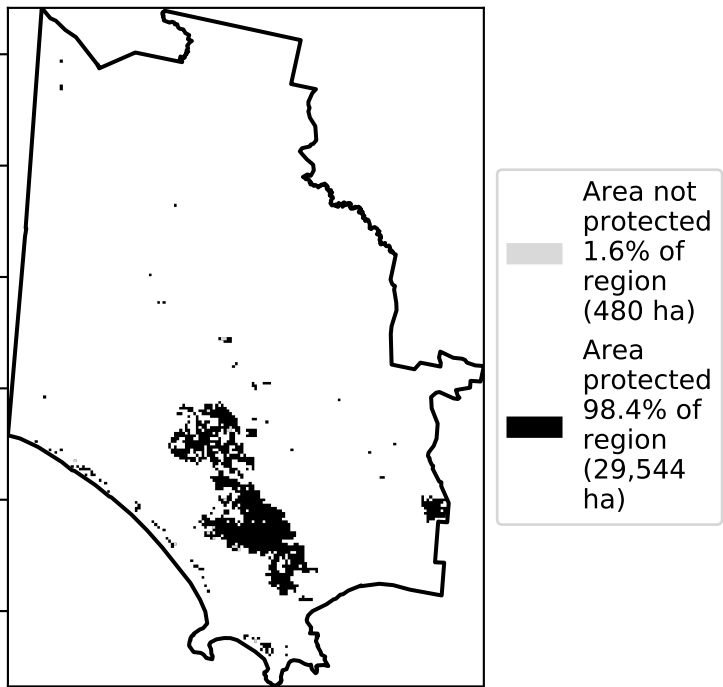 Area not
protected
1.6% of
region
(480 ha)
Area
protected
98.4% of
region
(29,544
ha)